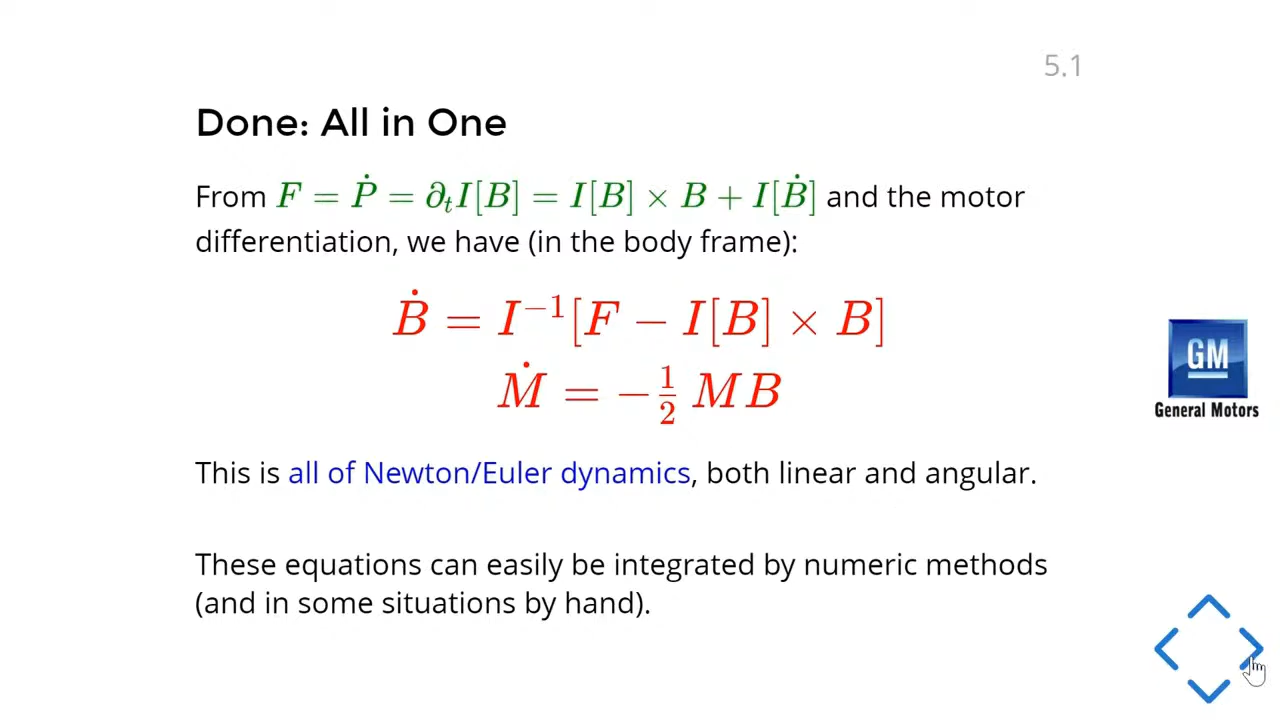 5.1
Done: All in One
From F = Ṗ = ∂ₜI[B] = I[B] × B + I[Ḃ] and the motor
differentiation, we have (in the body frame):
Ḃ = I⁻¹[F − I[B] × B]
Ṁ = −½ M B
This is all of Newton/Euler dynamics, both linear and angular.
GM
General Motors
These equations can easily be integrated by numeric methods
(and in some situations by hand).